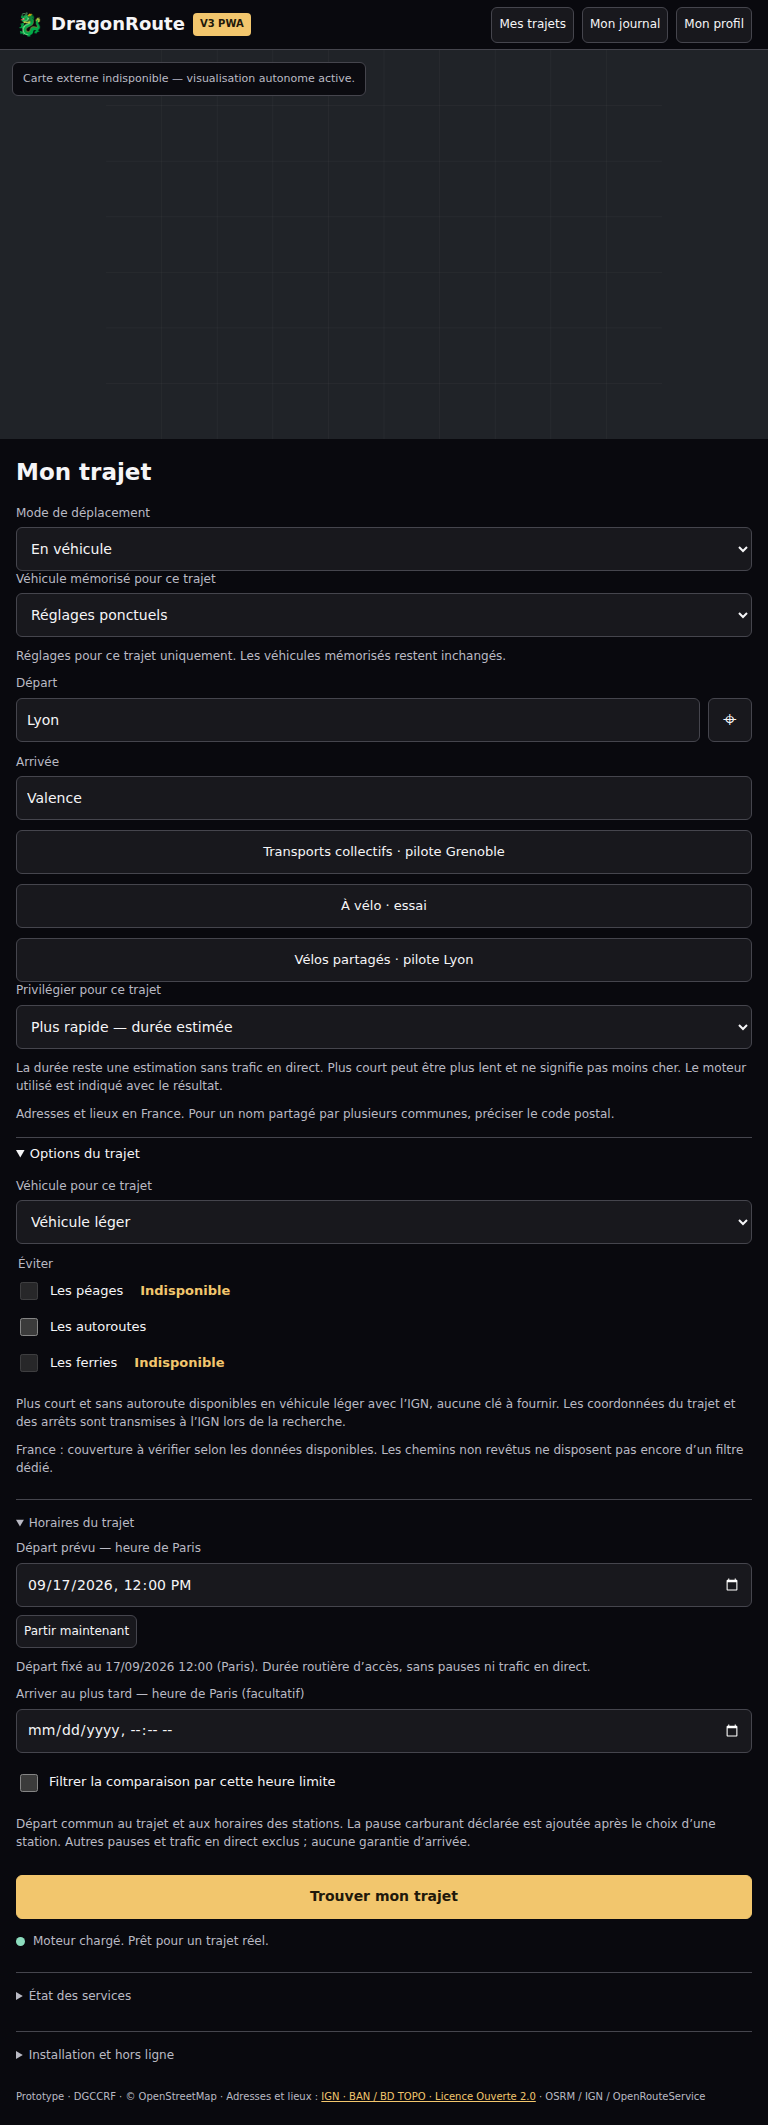 DragonRoute V3 PWA Mes trajets Mon journal Mon profil
Carte externe indisponible — visualisation autonome active.
Mon trajet
Mode de déplacement
En véhicule
Véhicule mémorisé pour ce trajet
Réglages ponctuels
Réglages pour ce trajet uniquement. Les véhicules mémorisés restent inchangés.
Départ
Lyon
Arrivée
Valence
Transports collectifs · pilote Grenoble
À vélo · essai
Vélos partagés · pilote Lyon
Privilégier pour ce trajet
Plus rapide — durée estimée
La durée reste une estimation sans trafic en direct. Plus court peut être plus lent et ne signifie pas moins cher. Le moteur
utilisé est indiqué avec le résultat.
Adresses et lieux en France. Pour un nom partagé par plusieurs communes, préciser le code postal.
Options du trajet
Véhicule pour ce trajet
Véhicule léger
Éviter
Les péages Indisponible
Les autoroutes
Les ferries Indisponible
Plus court et sans autoroute disponibles en véhicule léger avec l’IGN, aucune clé à fournir. Les coordonnées du trajet et
des arrêts sont transmises à l’IGN lors de la recherche.
France : couverture à vérifier selon les données disponibles. Les chemins non revêtus ne disposent pas encore d’un filtre
dédié.
Horaires du trajet
Départ prévu — heure de Paris
09/17/2026, 12:00 PM
Partir maintenant
Départ fixé au 17/09/2026 12:00 (Paris). Durée routière d’accès, sans pauses ni trafic en direct.
Arriver au plus tard — heure de Paris (facultatif)
mm/dd/yyyy, --:-- --
Filtrer la comparaison par cette heure limite
Départ commun au trajet et aux horaires des stations. La pause carburant déclarée est ajoutée après le choix d’une
station. Autres pauses et trafic en direct exclus ; aucune garantie d’arrivée.
Trouver mon trajet
Moteur chargé. Prêt pour un trajet réel.
État des services
Installation et hors ligne
Prototype · DGCCRF · © OpenStreetMap · Adresses et lieux : IGN · BAN / BD TOPO · Licence Ouverte 2.0 · OSRM / IGN / OpenRouteService